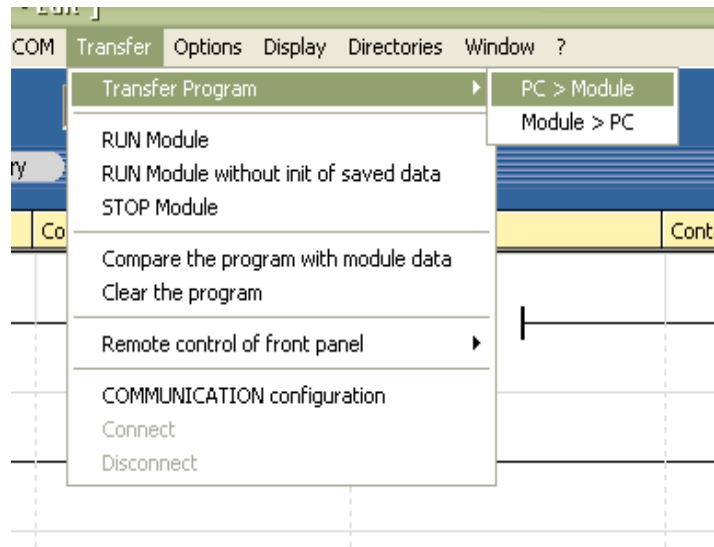 COM Transfer Options Display Directories Window ?
Transfer Program
PC > Module
Module > PC
RUN Module
RUN Module without init of saved data
STOP Module
Co
Cont
Compare the program with module data
Clear the program
Remote control of front panel
COMMUNICATION configuration
Connect
Disconnect